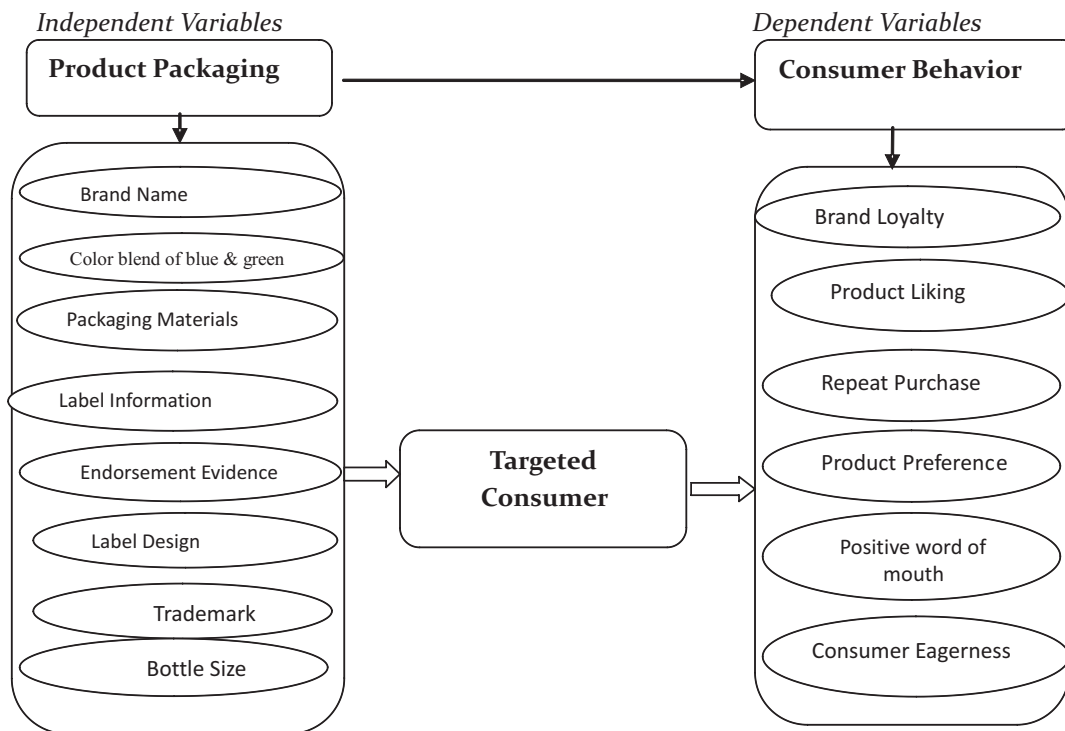 Independent Variables
Dependent Variables
Product Packaging
Consumer Behavior
Brand Name
Color blend of blue & green
Packaging Materials
Label Information
Endorsement Evidence
Label Design
Trademark
Bottle Size
Targeted
Consumer
Brand Loyalty
Product Liking
Repeat Purchase
Product Preference
Positive word of
mouth
Consumer Eagerness